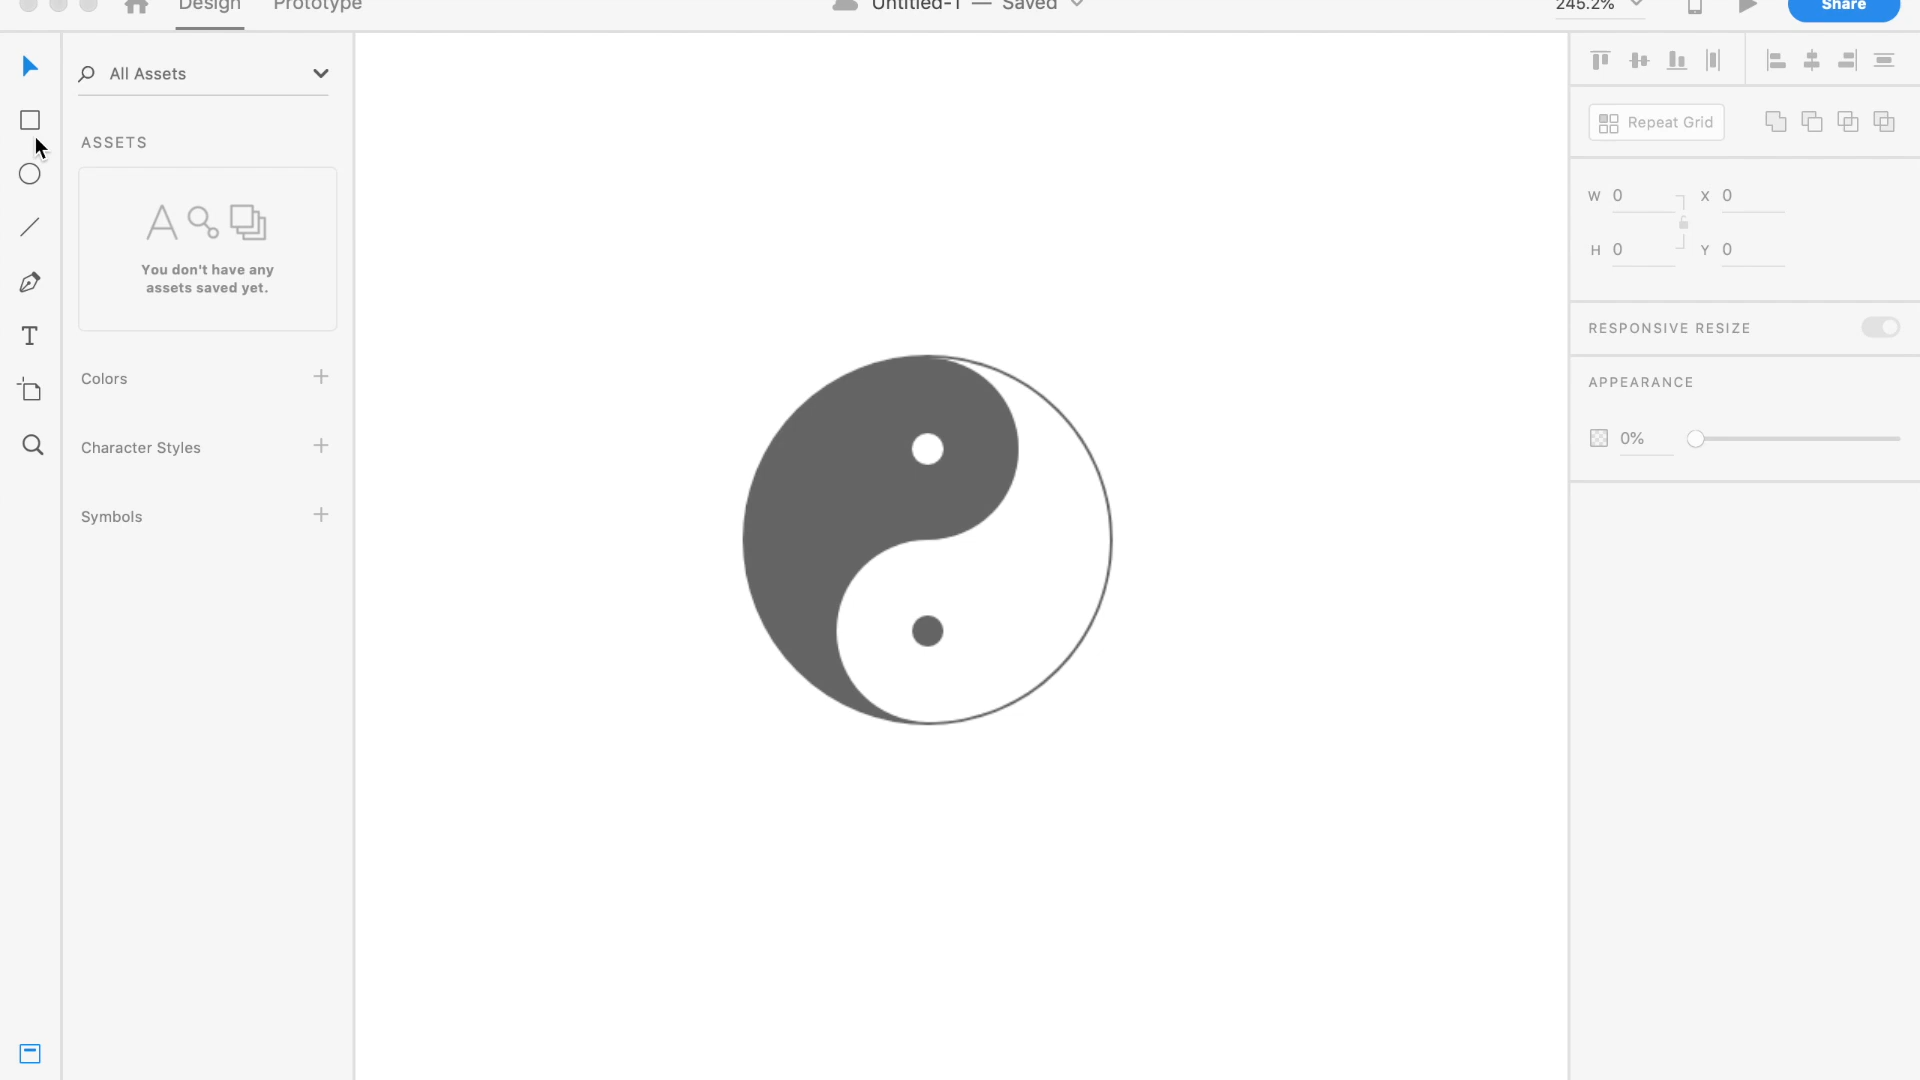 Design
Prototype
Untitled-1 — Saved
245.2%
Share
All Assets
ASSETS
You don't have any
assets saved yet.
Colors
Character Styles
Symbols
Repeat Grid
W 0 X 0
H 0 Y 0
RESPONSIVE RESIZE
APPEARANCE
0%